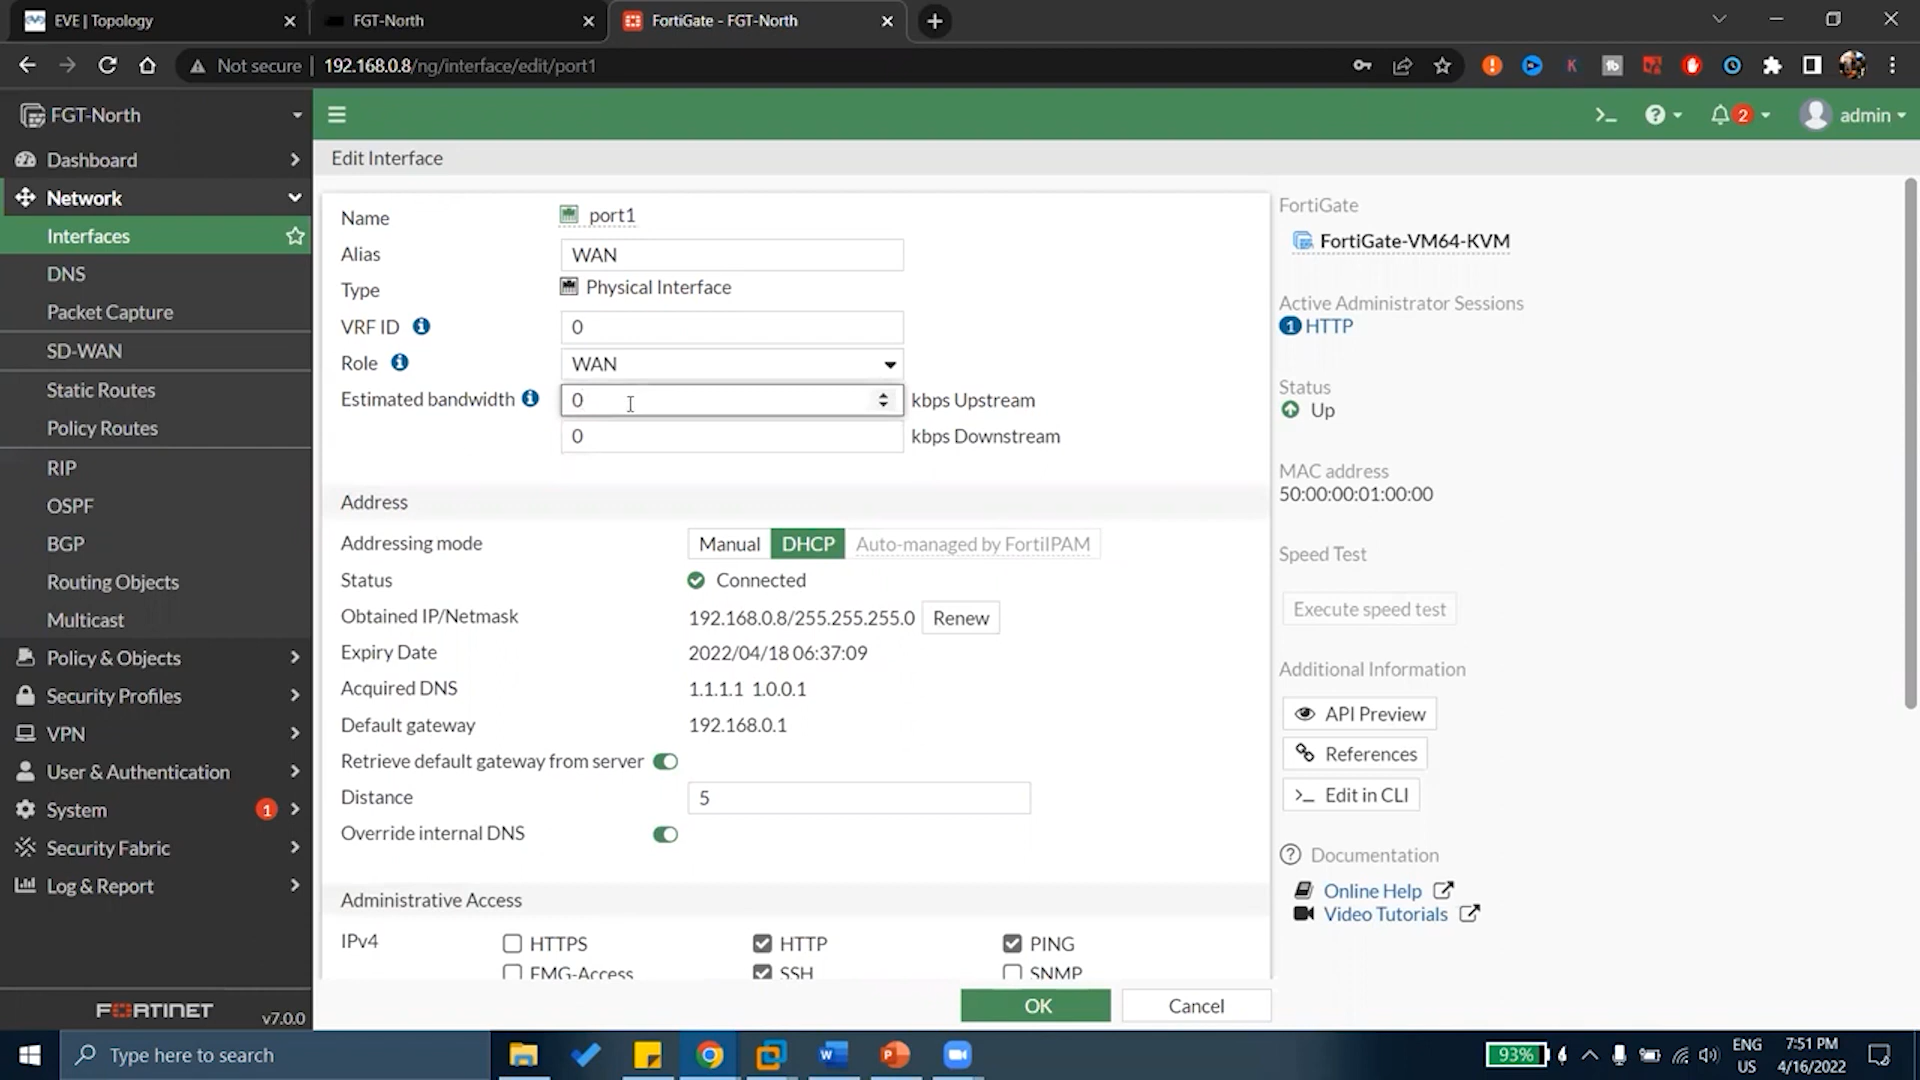 EVE | Topology
FGT-North
FortiGate - FGT-North
Not secure 192.168.0.8/ng/interface/edit/port1
FGT-North
2
admin
Dashboard
Network
Interfaces
DNS
Packet Capture
SD-WAN
Static Routes
Policy Routes
RIP
OSPF
BGP
Routing Objects
Multicast
Policy & Objects
Security Profiles
VPN
User & Authentication
System 1
Security Fabric
Log & Report
FORTINET v7.0.0
Edit Interface
Name port1
Alias WAN
Type Physical Interface
VRF ID 0
Role WAN
Estimated bandwidth 0 kbps Upstream
0 kbps Downstream
Address
Addressing mode Manual DHCP Auto-managed by FortiIPAM
Status Connected
Obtained IP/Netmask 192.168.0.8/255.255.255.0 Renew
Expiry Date 2022/04/18 06:37:09
Acquired DNS 1.1.1.1 1.0.0.1
Default gateway 192.168.0.1
Retrieve default gateway from server
Distance 5
Override internal DNS
Administrative Access
IPv4 HTTPS HTTP PING
FMG-Access SSH SNMP
OK Cancel
FortiGate
FortiGate-VM64-KVM
Active Administrator Sessions
1 HTTP
Status
Up
MAC address
50:00:00:01:00:00
Speed Test
Execute speed test
Additional Information
API Preview
References
>_ Edit in CLI
Documentation
Online Help
Video Tutorials
Type here to search
93%
ENG
US
7:51 PM
4/16/2022